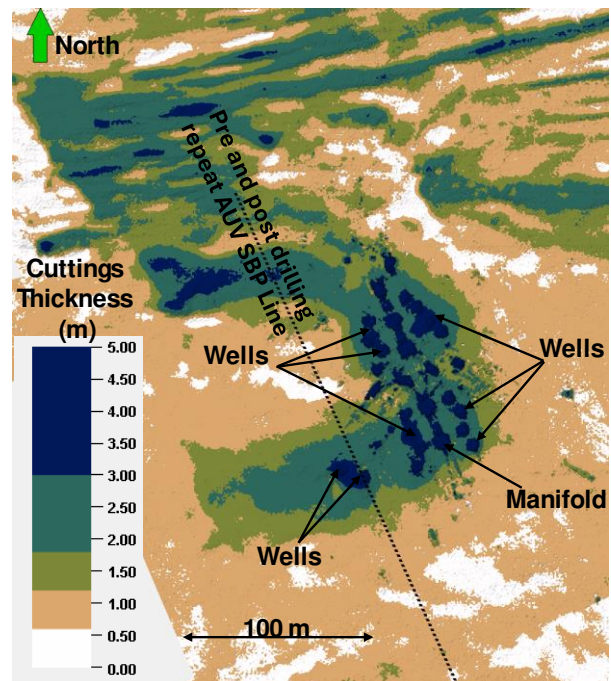 North
Pre and post drilling
repeat AUV SBP Line
Cuttings
Thickness
(m)
Wells
Wells
5.00
4.50
4.00
3.50
3.00
2.50
2.00
1.50
1.00
0.50
0.00
Manifold
Wells
100 m